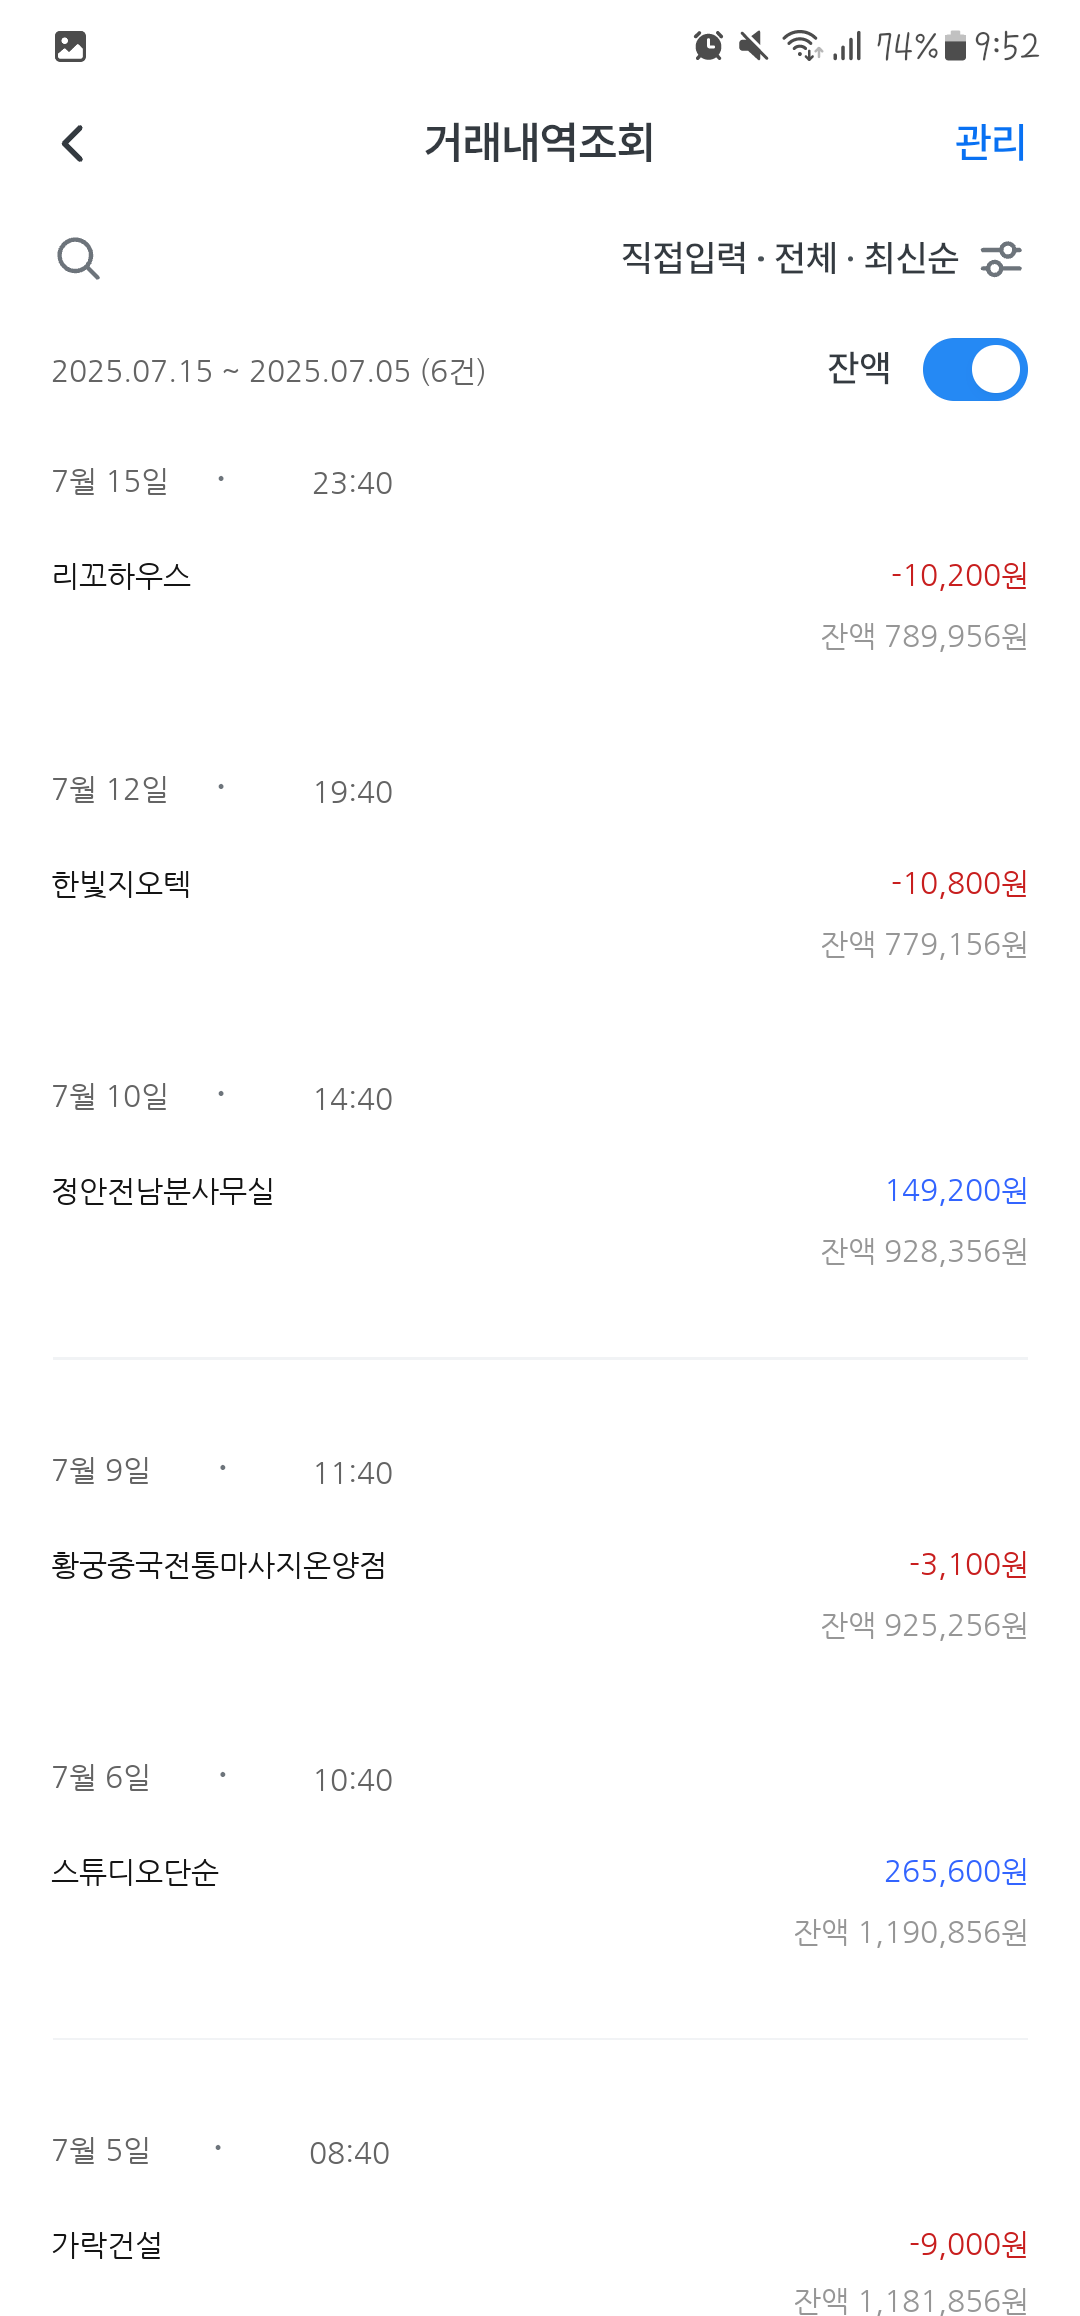 74% 9:52
거래내역조회 관리
직접입력 · 전체 · 최신순
2025.07.15 ~ 2025.07.05 (6건) 잔액
7월 15일 · 23:40
리꼬하우스 -10,200원
잔액 789,956원
7월 12일 · 19:40
한빛지오텍 -10,800원
잔액 779,156원
7월 10일 · 14:40
정안전남분사무실 149,200원
잔액 928,356원
7월 9일 · 11:40
황궁중국전통마사지온양점 -3,100원
잔액 925,256원
7월 6일 · 10:40
스튜디오단순 265,600원
잔액 1,190,856원
7월 5일 · 08:40
가락건설 -9,000원
잔액 1,181,856원